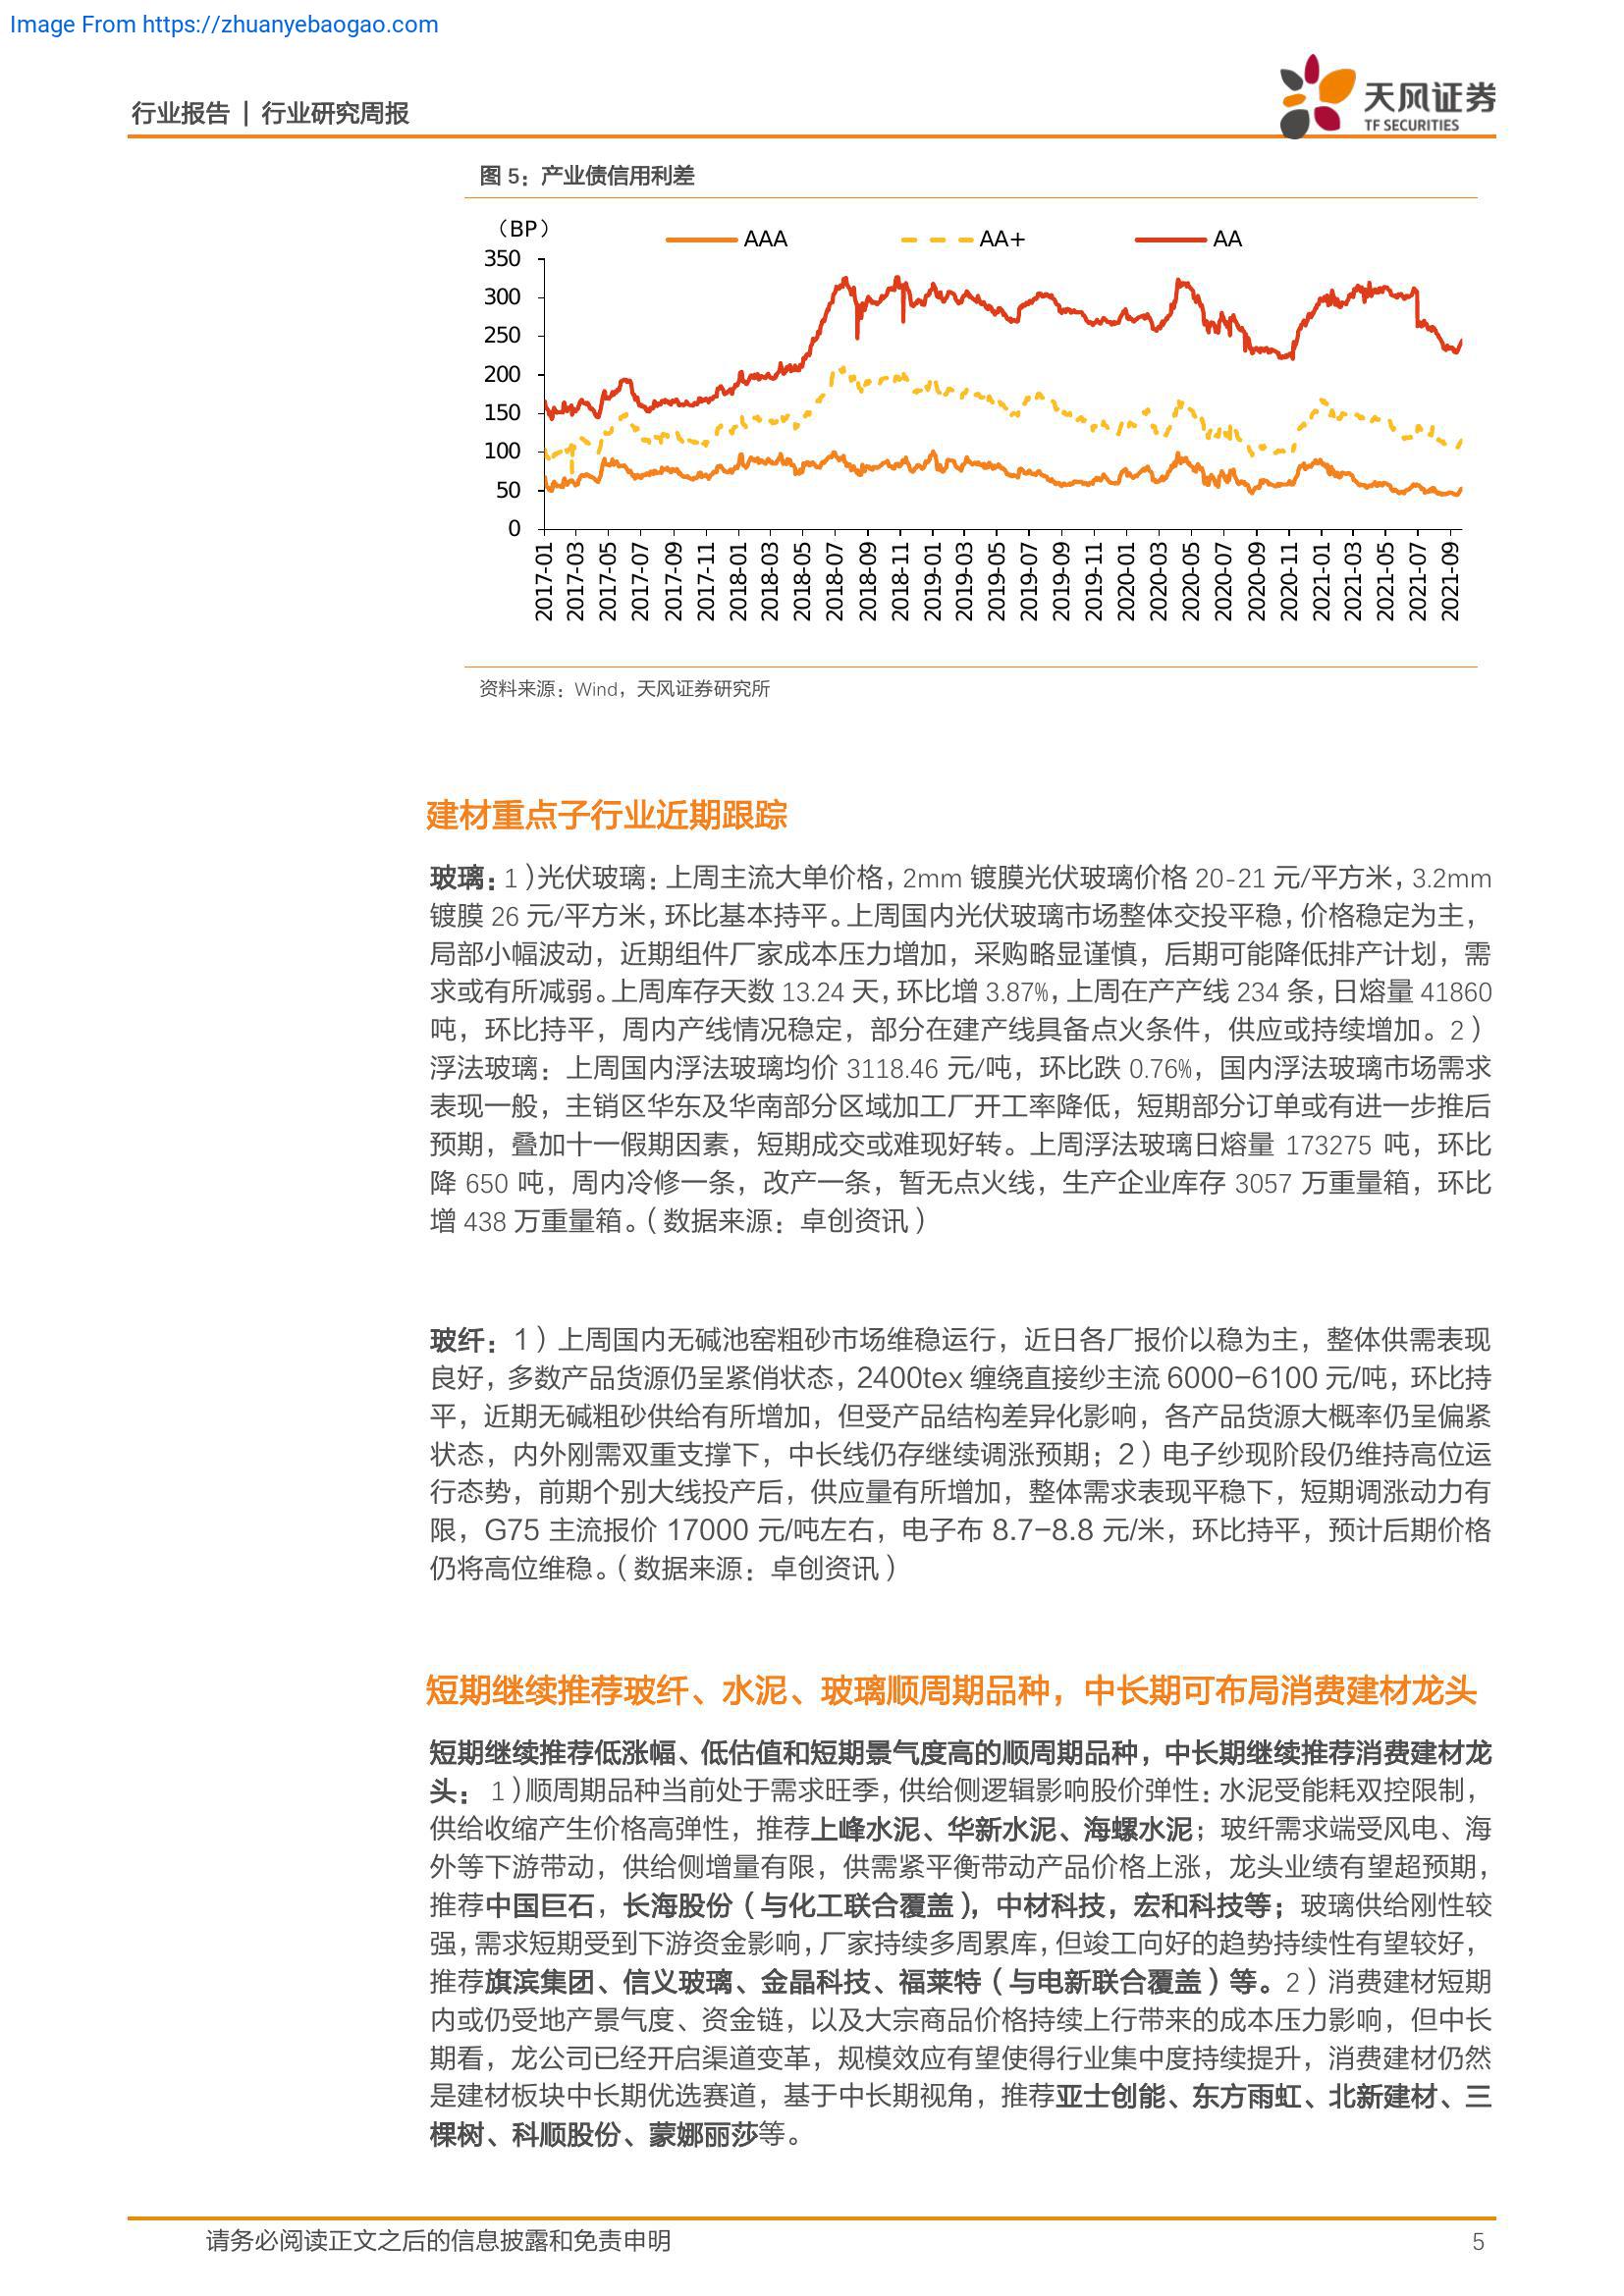 Image From https://zhuanyebaogao.com
行业报告 | 行业研究周报
天风证券
TF SECURITIES
图 5：产业债信用利差
（BP）
AAA
AA+
AA
350
300
250
200
150
100
50
0
2017-01
2017-03
2017-05
2017-07
2017-09
2017-11
2018-01
2018-03
2018-05
2018-07
2018-09
2018-11
2019-01
2019-03
2019-05
2019-07
2019-09
2019-11
2020-01
2020-03
2020-05
2020-07
2020-09
2020-11
2021-01
2021-03
2021-05
2021-07
2021-09
资料来源：Wind，天风证券研究所
建材重点子行业近期跟踪
玻璃：1）光伏玻璃：上周主流大单价格，2mm 镀膜光伏玻璃价格 20-21 元/平方米，3.2mm
镀膜 26 元/平方米，环比基本持平。上周国内光伏玻璃市场整体交投平稳，价格稳定为主，
局部小幅波动，近期组件厂家成本压力增加，采购略显谨慎，后期可能降低排产计划，需
求或有所减弱。上周库存天数 13.24 天，环比增 3.87%，上周在产产线 234 条，日熔量 41860
吨，环比持平，周内产线情况稳定，部分在建产线具备点火条件，供应或持续增加。2）
浮法玻璃：上周国内浮法玻璃均价 3118.46 元/吨，环比跌 0.76%，国内浮法玻璃市场需求
表现一般，主销区华东及华南部分区域加工厂开工率降低，短期部分订单或有进一步推后
预期，叠加十一假期因素，短期成交或难现好转。上周浮法玻璃日熔量 173275 吨，环比
降 650 吨，周内冷修一条，改产一条，暂无点火线，生产企业库存 3057 万重量箱，环比
增 438 万重量箱。（数据来源：卓创资讯）
玻纤：1）上周国内无碱池窑粗砂市场维稳运行，近日各厂报价以稳为主，整体供需表现
良好，多数产品货源仍呈紧俏状态，2400tex 缠绕直接纱主流 6000-6100 元/吨，环比持
平，近期无碱粗砂供给有所增加，但受产品结构差异化影响，各产品货源大概率仍呈偏紧
状态，内外刚需双重支撑下，中长线仍存继续调涨预期；2）电子纱现阶段仍维持高位运
行态势，前期个别大线投产后，供应量有所增加，整体需求表现平稳下，短期调涨动力有
限，G75 主流报价 17000 元/吨左右，电子布 8.7-8.8 元/米，环比持平，预计后期价格
仍将高位维稳。（数据来源：卓创资讯）
短期继续推荐玻纤、水泥、玻璃顺周期品种，中长期可布局消费建材龙头
短期继续推荐低涨幅、低估值和短期景气度高的顺周期品种，中长期继续推荐消费建材龙
头：1）顺周期品种当前处于需求旺季，供给侧逻辑影响股价弹性：水泥受能耗双控限制，
供给收缩产生价格高弹性，推荐上峰水泥、华新水泥、海螺水泥；玻纤需求端受风电、海
外等下游带动，供给侧增量有限，供需紧平衡带动产品价格上涨，龙头业绩有望超预期，
推荐中国巨石，长海股份（与化工联合覆盖），中材科技，宏和科技等；玻璃供给刚性较
强，需求短期受到下游资金影响，厂家持续多周累库，但竣工向好的趋势持续性有望较好，
推荐旗滨集团、信义玻璃、金晶科技、福莱特（与电新联合覆盖）等。2）消费建材短期
内或仍受地产景气度、资金链，以及大宗商品价格持续上行带来的成本压力影响，但中长
期看，龙公司已经开启渠道变革，规模效应有望使得行业集中度持续提升，消费建材仍然
是建材板块中长期优选赛道，基于中长期视角，推荐亚士创能、东方雨虹、北新建材、三
棵树、科顺股份、蒙娜丽莎等。
请务必阅读正文之后的信息披露和免责申明
5